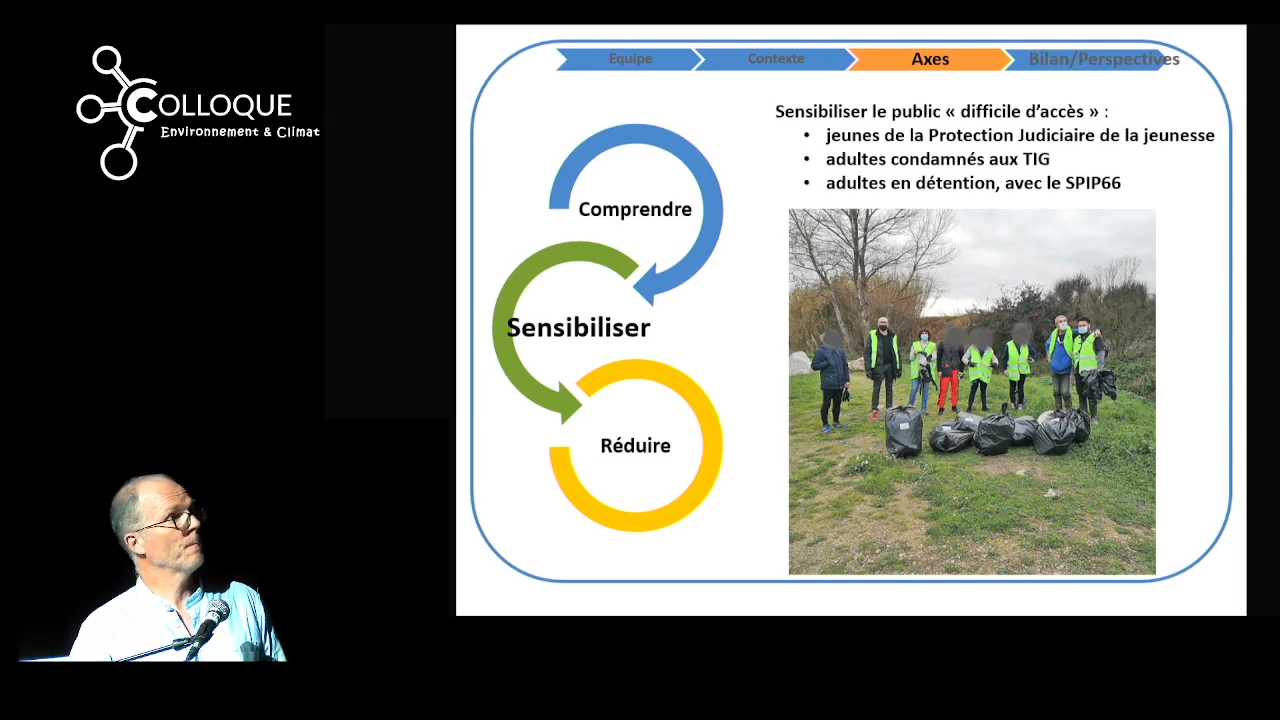 COLLOQUE
Environnement & Climat
Equipe
Contexte
Axes
Bilan/Perspectives
Sensibiliser le public « difficile d'accès » :
• jeunes de la Protection Judiciaire de la jeunesse
• adultes condamnés aux TIG
• adultes en détention, avec le SPIP66
Comprendre
Sensibiliser
Réduire